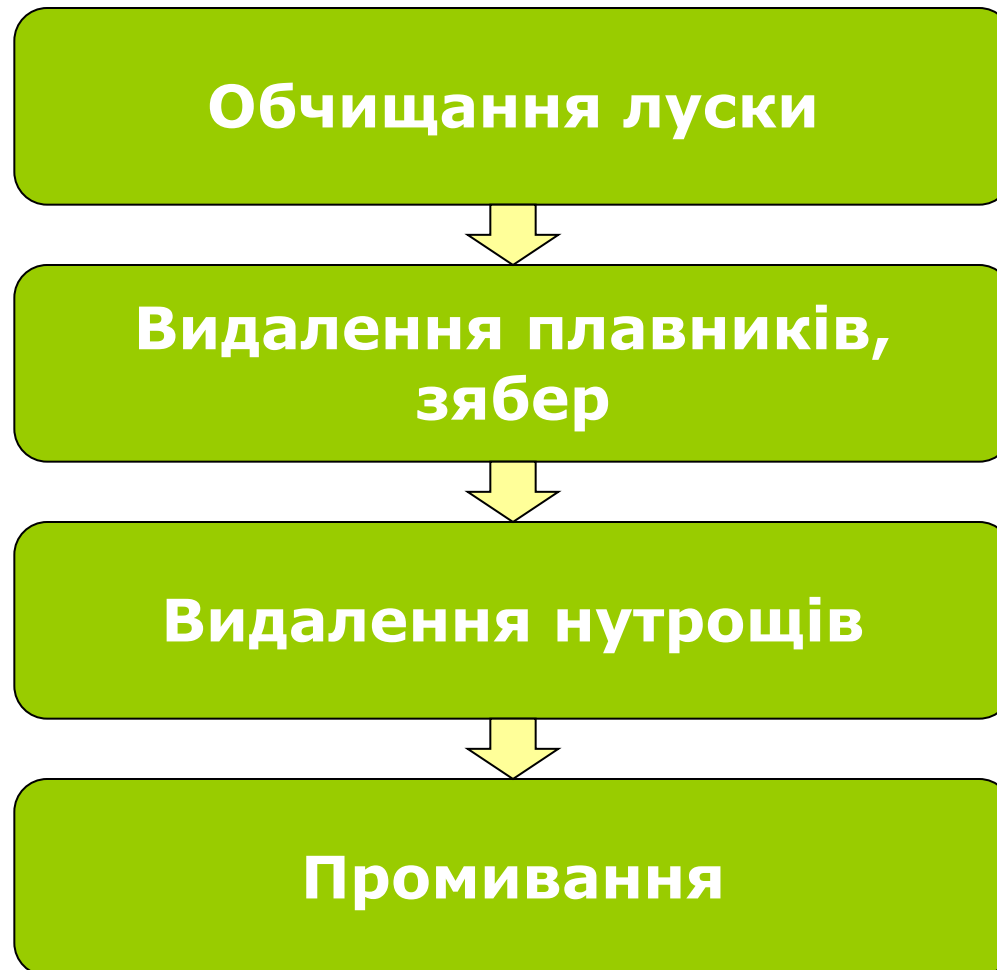 Обчищання луски
Видалення плавників,
зябер
Видалення нутрощів
Промивання